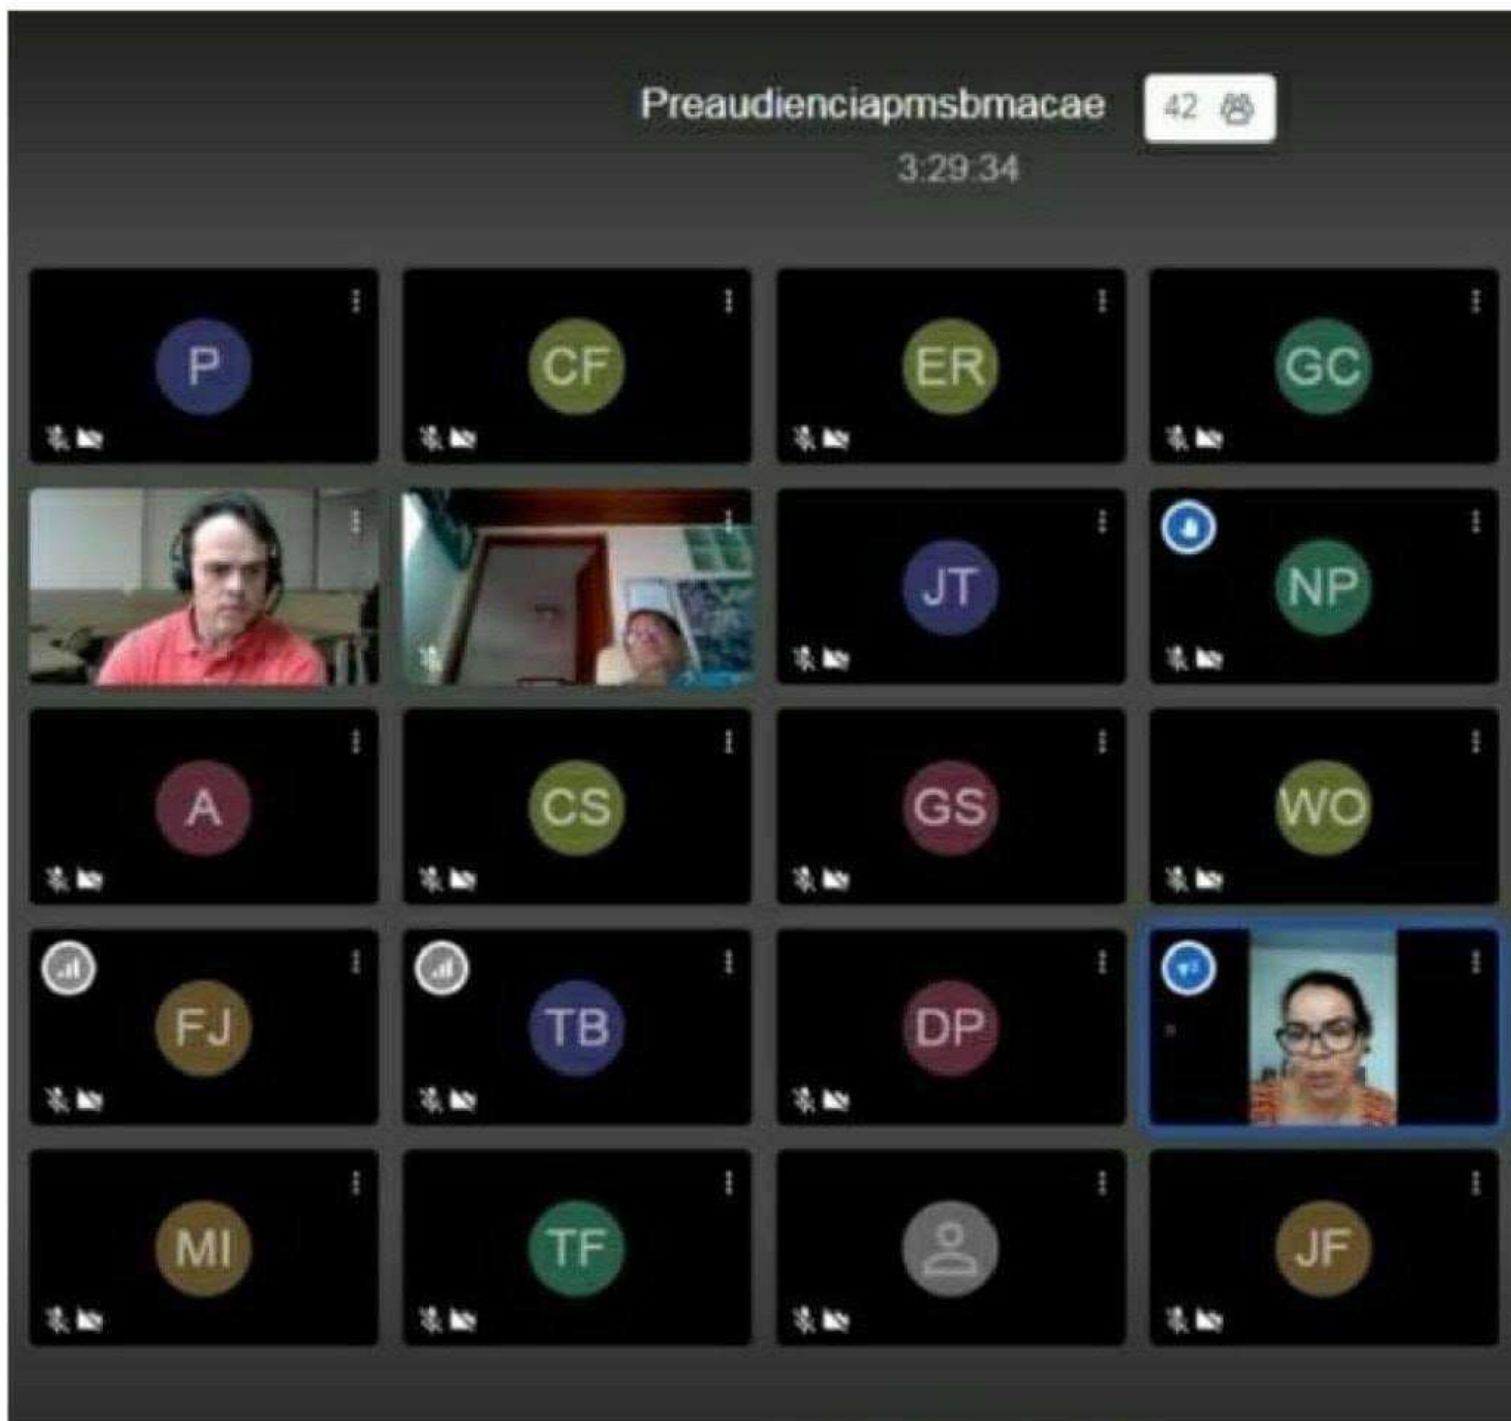 Preaudienciapmsbmacae 42
3:29:34
P CF ER GC
JT NP
A CS GS WO
FJ TB DP
MI TF JF